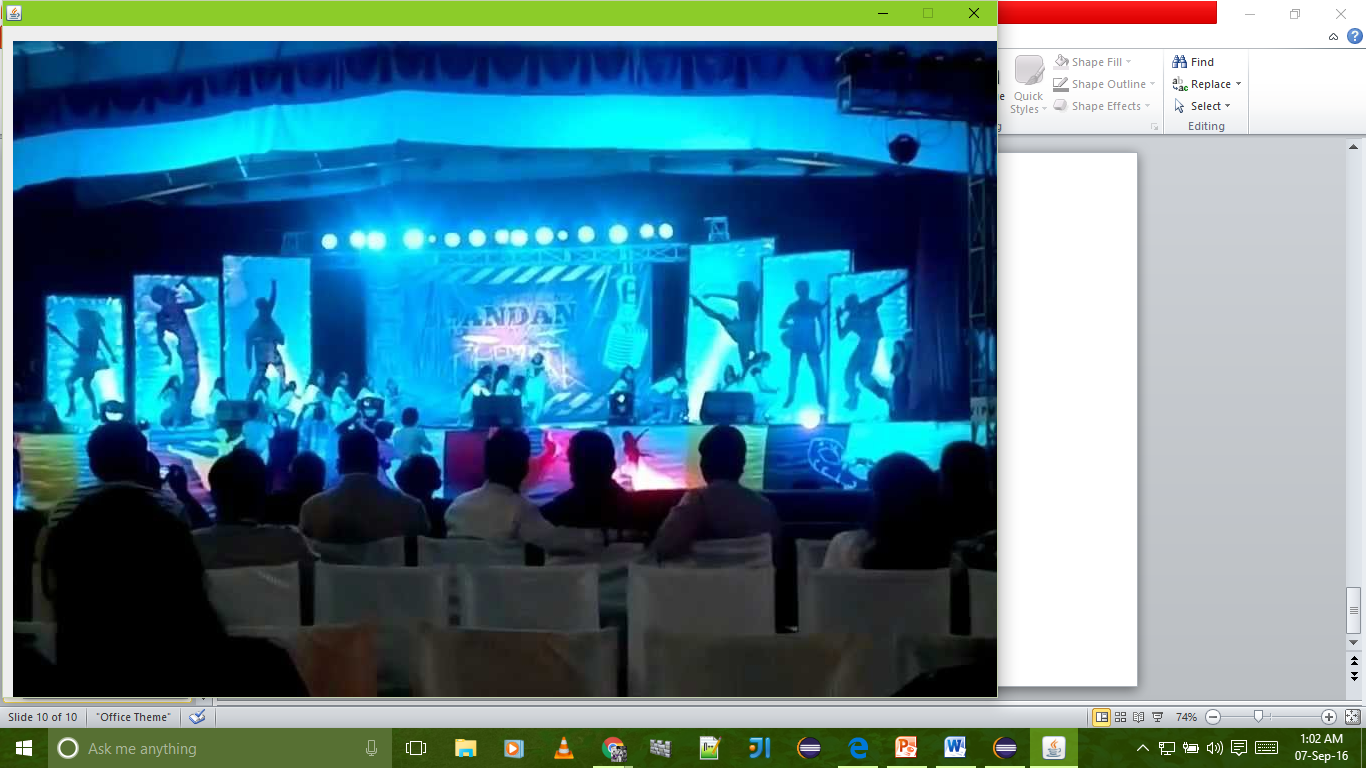 Shape Fill
Find
Shape Outline
Replace
Quick
Styles
Shape Effects
Select
Editing
VIP
Slide 10 of 10
"Office Theme"
74%
Ask me anything
1:02 AM
07-Sep-16